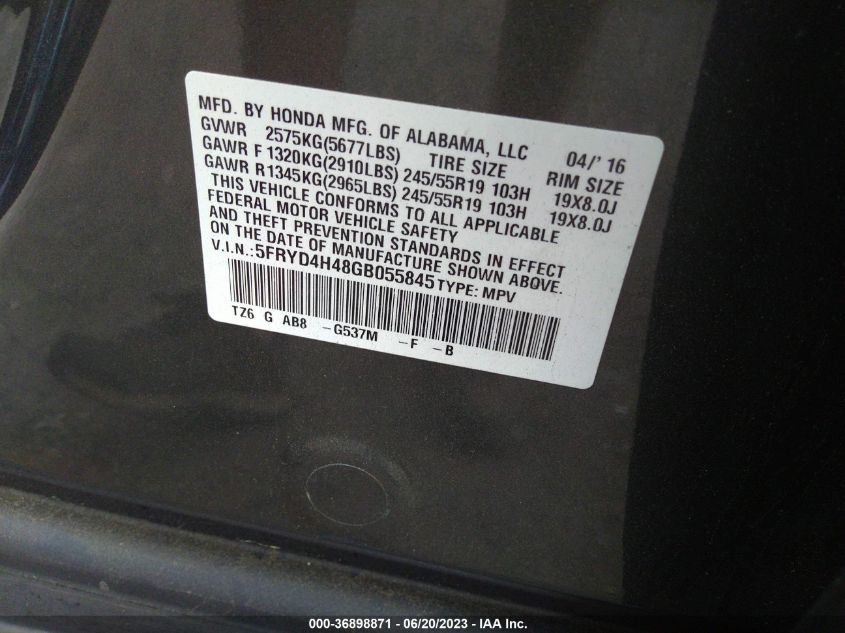 MFD. BY HONDA MFG. OF ALABAMA, LLC 04/' 16
GVWR 2575KG(5677LBS) TIRE SIZE RIM SIZE
GAWR F 1320KG(2910LBS) 245/55R19 103H 19X8.0J
GAWR R 1345KG(2965LBS) 245/55R19 103H 19X8.0J
THIS VEHICLE CONFORMS TO ALL APPLICABLE
FEDERAL MOTOR VEHICLE SAFETY
AND THEFT PREVENTION STANDARDS IN EFFECT
ON THE DATE OF MANUFACTURE SHOWN ABOVE.
V.I.N.:5FRYD4H48GB055845 TYPE: MPV
TZ6 G AB8 -G537M -F -B
000-36898871 / 06/20/2023 - IAA Inc.